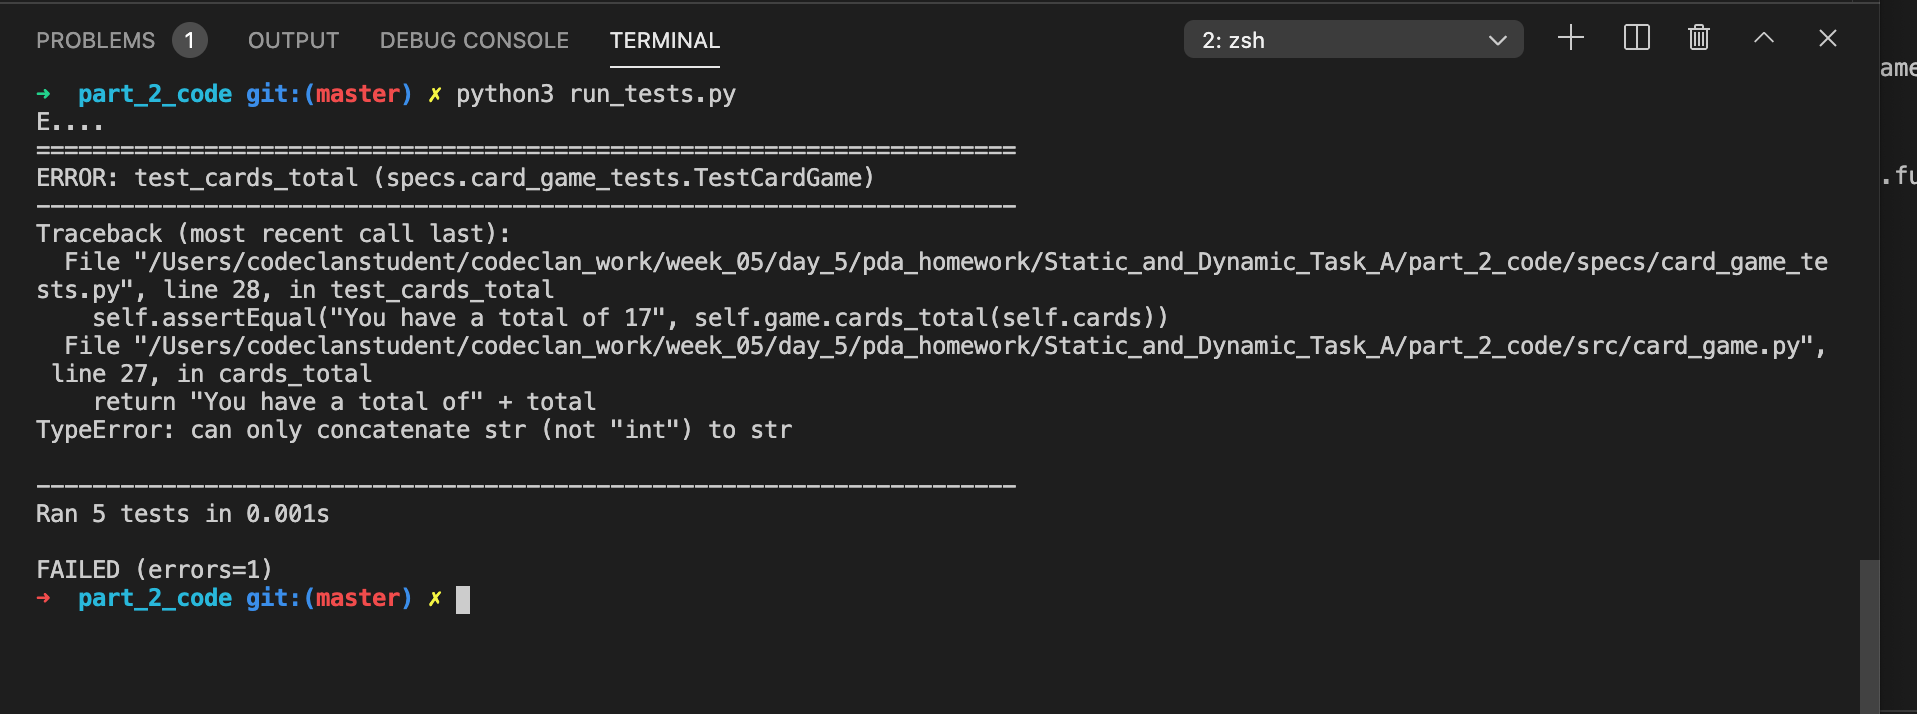 PROBLEMS 1 OUTPUT DEBUG CONSOLE TERMINAL 2: zsh
➜  part_2_code git:(master) ✗ python3 run_tests.py
E....
======================================================================
ERROR: test_cards_total (specs.card_game_tests.TestCardGame)
----------------------------------------------------------------------
Traceback (most recent call last):
  File "/Users/codeclanstudent/codeclan_work/week_05/day_5/pda_homework/Static_and_Dynamic_Task_A/part_2_code/specs/card_game_te
sts.py", line 28, in test_cards_total
    self.assertEqual("You have a total of 17", self.game.cards_total(self.cards))
  File "/Users/codeclanstudent/codeclan_work/week_05/day_5/pda_homework/Static_and_Dynamic_Task_A/part_2_code/src/card_game.py",
 line 27, in cards_total
    return "You have a total of" + total
TypeError: can only concatenate str (not "int") to str
----------------------------------------------------------------------
Ran 5 tests in 0.001s
FAILED (errors=1)
➜  part_2_code git:(master) ✗
ame
.fu